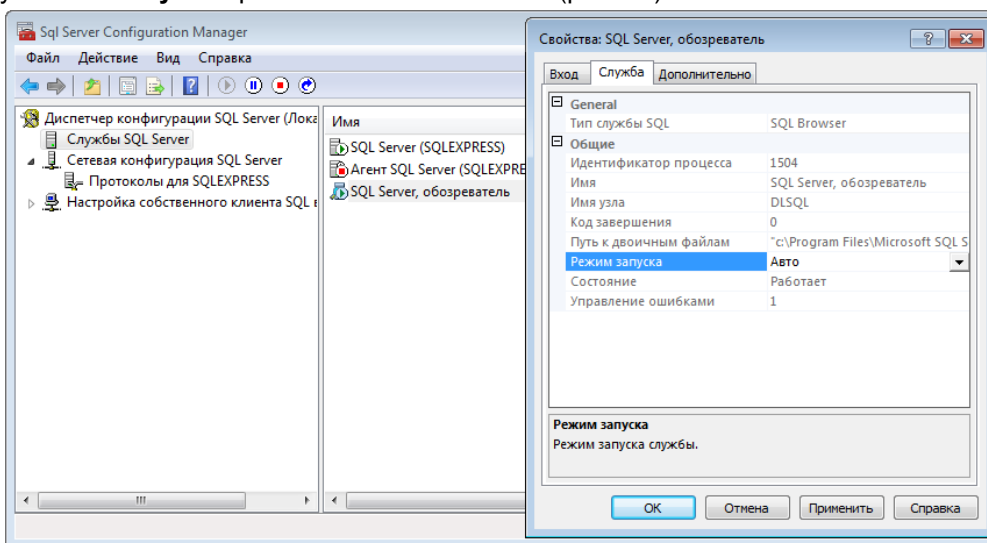 Sql Server Configuration Manager
Файл Действие Вид Справка
Диспетчер конфигурации SQL Server (Лока
Службы SQL Server
Сетевая конфигурация SQL Server
Протоколы для SQLEXPRESS
Настройка собственного клиента SQL
Имя
SQL Server (SQLEXPRESS)
Агент SQL Server (SQLEXPRE
SQL Server, обозреватель
Свойства: SQL Server, обозреватель
Вход Служба Дополнительно
General
Тип службы SQL SQL Browser
Общие
Идентификатор процесса 1504
Имя SQL Server, обозреватель
Имя узла DLSQL
Код завершения 0
Путь к двоичным файлам "c:\Program Files\Microsoft SQL S
Режим запуска Авто
Состояние Работает
Управление ошибками 1
Режим запуска
Режим запуска службы.
ОК Отмена Применить Справка